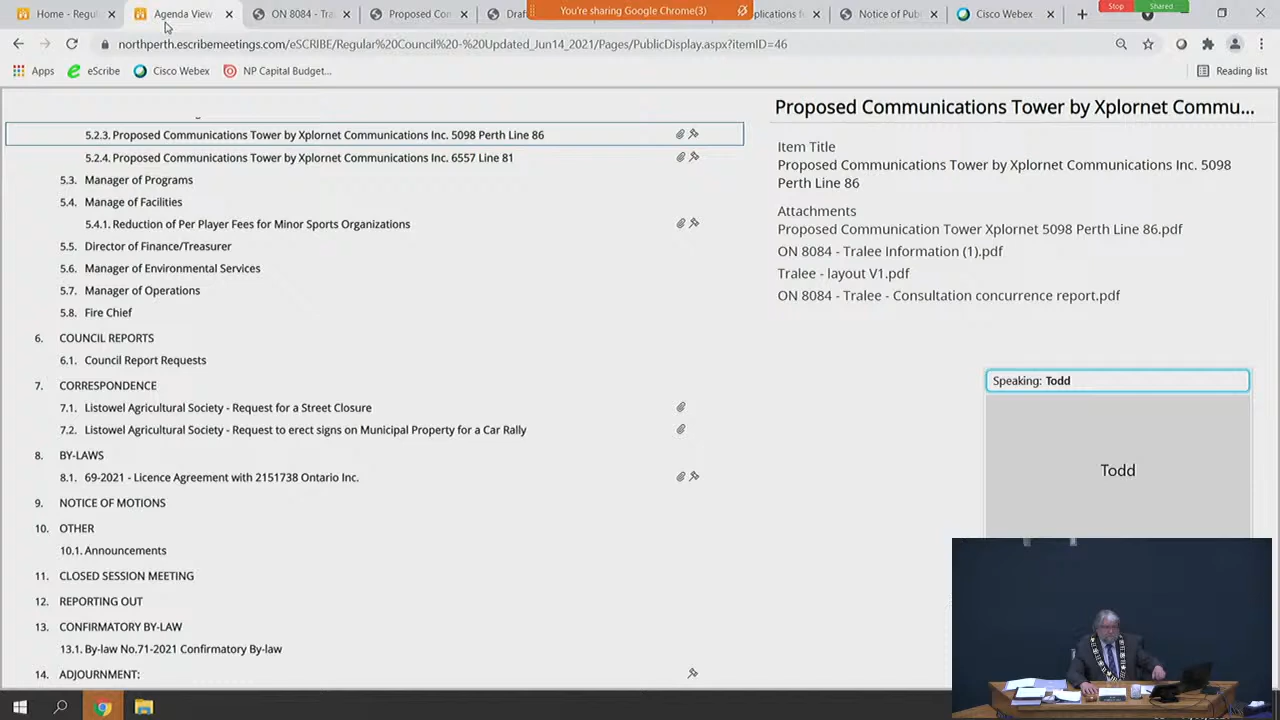 Home - Regular
Agenda View
ON 8084 - Tra
Proposed Com
Draf
You're sharing Google Chrome(3)
plications f
Notice of Pub
Cisco Webex
Stop
Shared
northperth.escribemeetings.com/eSCRIBE/Regular%20Council%20-%20Updated_Jun14_2021/Pages/PublicDisplay.aspx?itemID=46
Apps
eScribe
Cisco Webex
NP Capital Budget...
Reading list
5.2.3. Proposed Communications Tower by Xplornet Communications Inc. 5098 Perth Line 86
5.2.4. Proposed Communications Tower by Xplornet Communications Inc. 6557 Line 81
5.3. Manager of Programs
5.4. Manage of Facilities
5.4.1. Reduction of Per Player Fees for Minor Sports Organizations
5.5. Director of Finance/Treasurer
5.6. Manager of Environmental Services
5.7. Manager of Operations
5.8. Fire Chief
6. COUNCIL REPORTS
6.1. Council Report Requests
7. CORRESPONDENCE
7.1. Listowel Agricultural Society - Request for a Street Closure
7.2. Listowel Agricultural Society - Request to erect signs on Municipal Property for a Car Rally
8. BY-LAWS
8.1. 69-2021 - Licence Agreement with 2151738 Ontario Inc.
9. NOTICE OF MOTIONS
10. OTHER
10.1. Announcements
11. CLOSED SESSION MEETING
12. REPORTING OUT
13. CONFIRMATORY BY-LAW
13.1. By-law No.71-2021 Confirmatory By-law
14. ADJOURNMENT:
Proposed Communications Tower by Xplornet Commu...
Item Title
Proposed Communications Tower by Xplornet Communications Inc. 5098
Perth Line 86
Attachments
Proposed Communication Tower Xplornet 5098 Perth Line 86.pdf
ON 8084 - Tralee Information (1).pdf
Tralee - layout V1.pdf
ON 8084 - Tralee - Consultation concurrence report.pdf
Speaking: Todd
Todd